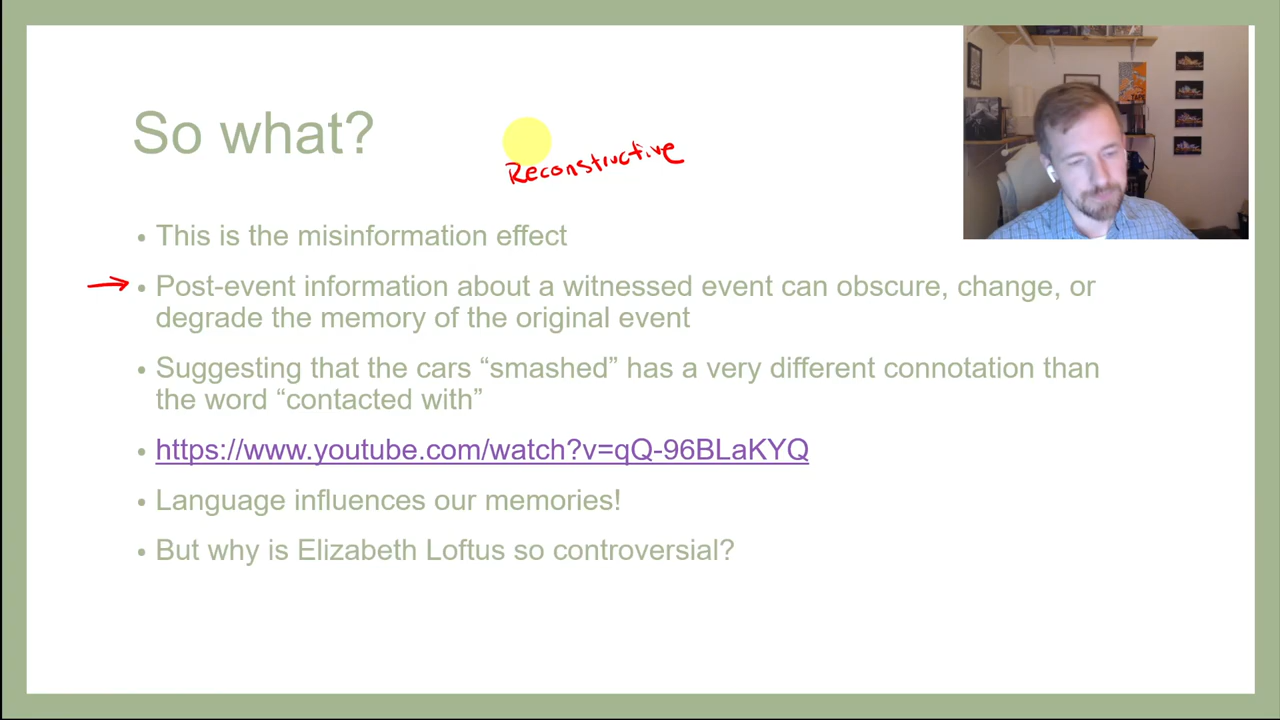 So what?
Reconstructive
• This is the misinformation effect
• Post-event information about a witnessed event can obscure, change, or
degrade the memory of the original event
• Suggesting that the cars “smashed” has a very different connotation than
the word “contacted with”
• https://www.youtube.com/watch?v=qQ-96BLaKYQ
• Language influences our memories!
• But why is Elizabeth Loftus so controversial?